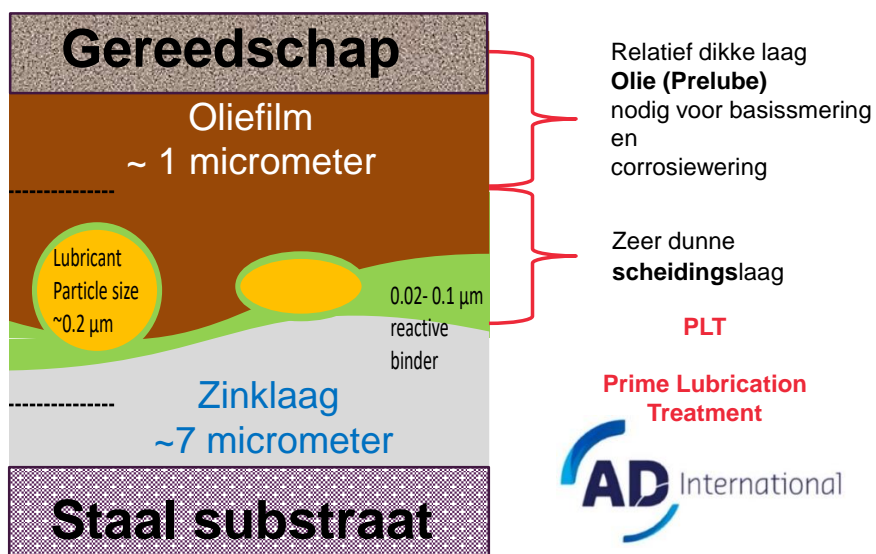 Gereedschap
Oliefilm
~ 1 micrometer
Lubricant
Particle size
~0.2 µm
0.02- 0.1 µm
reactive
binder
Zinklaag
~7 micrometer
Staal substraat
Relatief dikke laag
Olie (Prelube)
nodig voor basissmering
en
corrosiewering
Zeer dunne
scheidingslaag
PLT
Prime Lubrication
Treatment
AD International